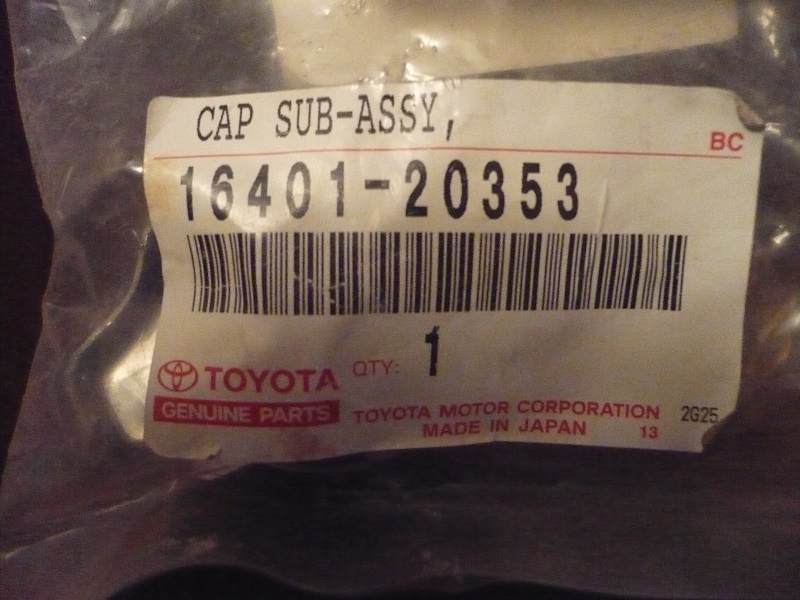 CAP SUB-ASSY,
BC
16401-20353
TOYOTA QTY: 1
GENUINE PARTS
TOYOTA MOTOR CORPORATION 2G25
MADE IN JAPAN 13